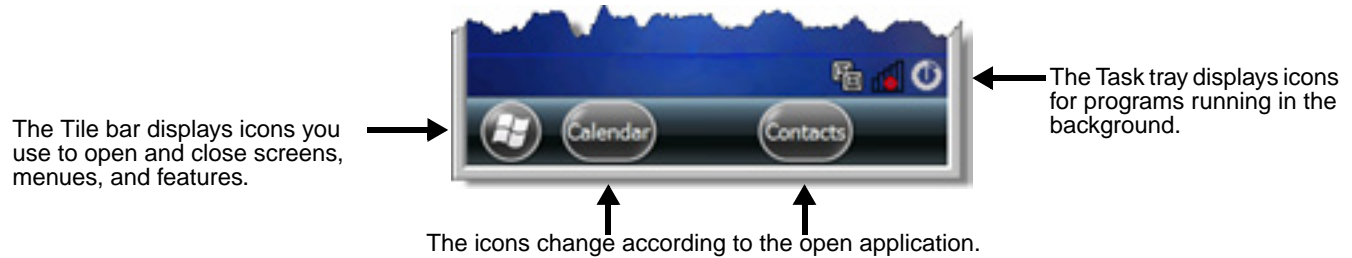 The Task tray displays icons
for programs running in the
background.
The Tile bar displays icons you
use to open and close screens,
menues, and features.
Calendar
Contacts
The icons change according to the open application.